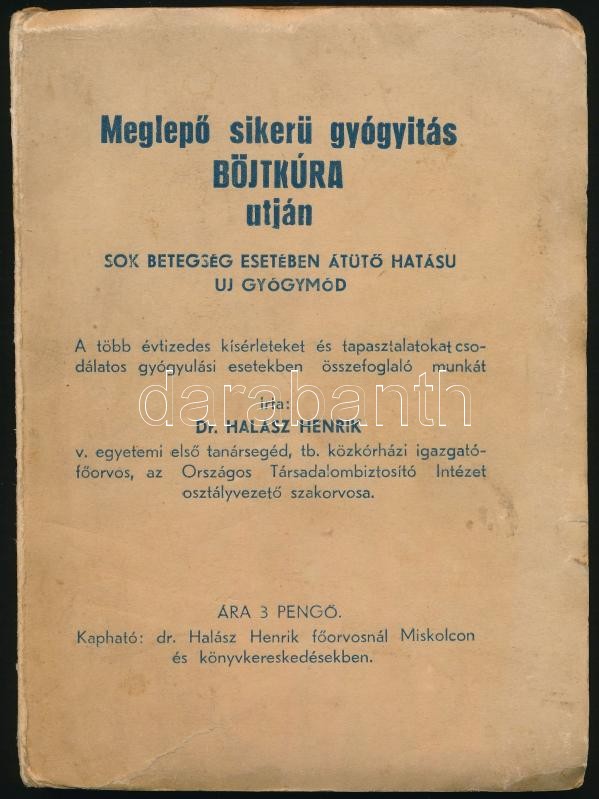 Meglepő sikerü gyógyitás
BÖJTKÚRA
utján
SOK BETEGSÉG ESETÉBEN ÁTÜTŐ HATÁSU
UJ GYÓGYMÓD
A több évtizedes kísérleteket és tapasztalatokat cso-
dálatos gyógyulási esetekben összefoglaló munkát
írta:
darabanth
Dr. HALÁSZ HENRIK
v. egyetemi első tanársegéd, tb. közkórházi igazgató-
főorvos, az Országos Társadalombiztosító Intézet
osztályvezető szakorvosa.
ÁRA 3 PENGŐ.
Kapható: dr. Halász Henrik főorvosnál Miskolcon
és könyvkereskedésekben.